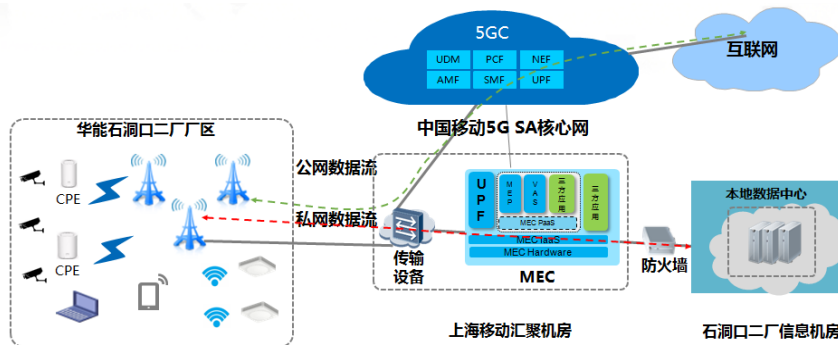 5GC
UDM PCF NEF
AMF SMF UPF
互联网
中国移动5G SA核心网
华能石洞口二厂厂区
CPE
CPE
公网数据流
私网数据流
传输
设备
UPF
MEP
VAS
三方应用
三方应用
MEC PaaS
MEC IaaS
MEC Hardware
MEC
防火墙
本地数据中心
上海移动汇聚机房
石洞口二厂信息机房